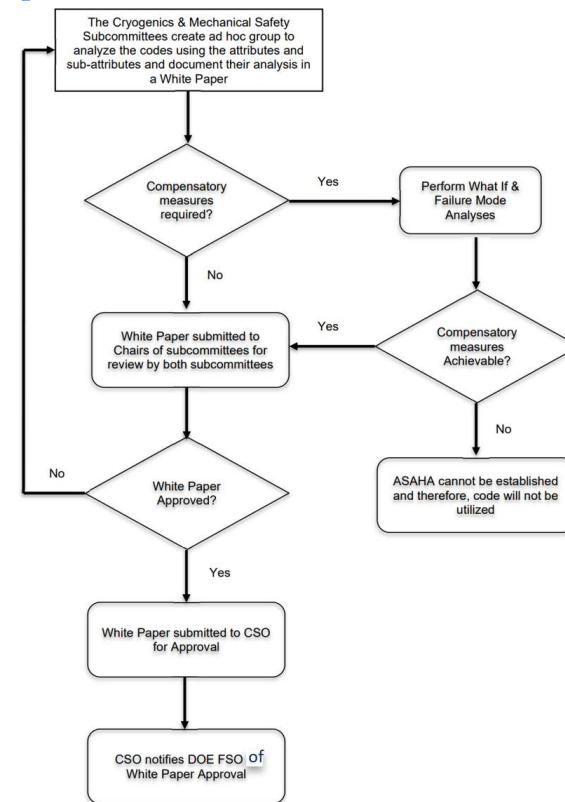 The Cryogenics & Mechanical Safety
Subcommittees create ad hoc group to
analyze the codes using the attributes and
sub-attributes and document their analysis in
a White Paper
Compensatory
measures
required?
Yes
Perform What If &
Failure Mode
Analyses
No
White Paper submitted to
Chairs of subcommittees for
review by both subcommittees
Yes
Compensatory
measures
Achievable?
No
ASAHA cannot be established
and therefore, code will not be
utilized
No
White Paper
Approved?
Yes
White Paper submitted to CSO
for Approval
CSO notifies DOE FSO of
White Paper Approval